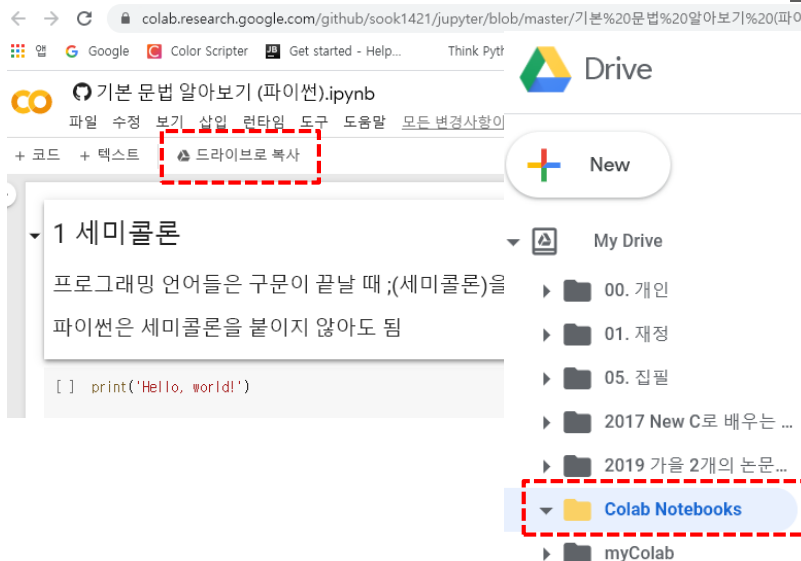 colab.research.google.com/github/sook1421/jupyter/blob/master/기본%20문법%20알아보기%20(파이
앱 Google Color Scripter Get started - Help... Think Pyth
CO
기본 문법 알아보기 (파이썬).ipynb
파일 수정 보기 삽입 런타임 도구 도움말 모든 변경사항이
+ 코드 + 텍스트 드라이브로 복사
1 세미콜론
프로그래밍 언어들은 구문이 끝날 때 ;(세미콜론)을
파이썬은 세미콜론을 붙이지 않아도 됨
[ ] print('Hello, world!')
Drive
New
My Drive
00. 개인
01. 재정
05. 집필
2017 New C로 배우는 ...
2019 가을 2개의 논문...
Colab Notebooks
myColab